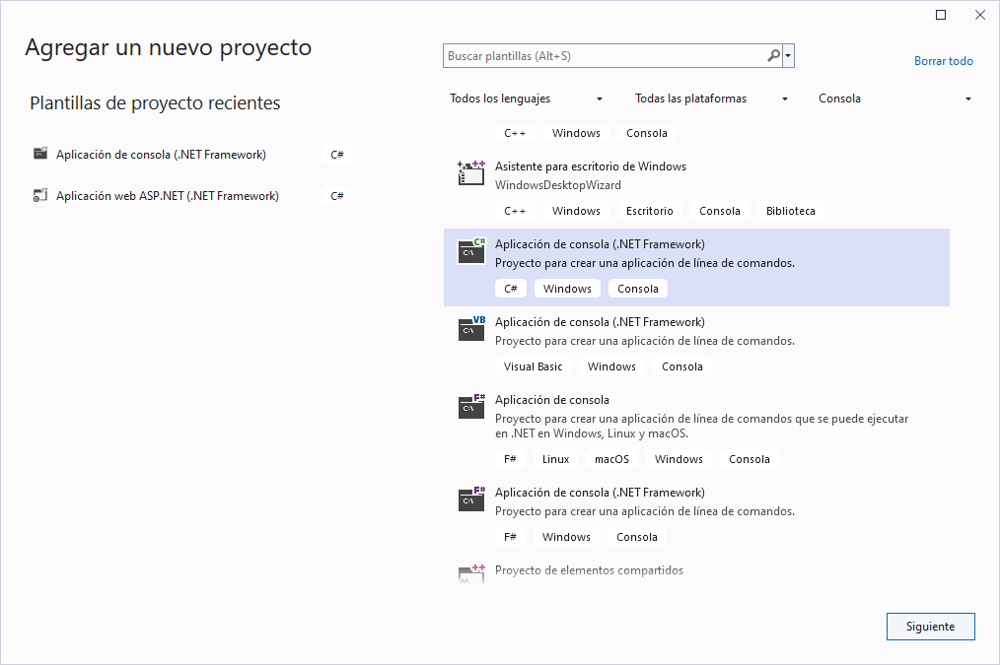 Agregar un nuevo proyecto
Buscar plantillas (Alt+S)
Borrar todo
Plantillas de proyecto recientes
Aplicación de consola (.NET Framework) C#
Aplicación web ASP.NET (.NET Framework) C#
Todos los lenguajes Todas las plataformas Consola
C++ Windows Consola
Asistente para escritorio de Windows
WindowsDesktopWizard
C++ Windows Escritorio Consola Biblioteca
C#
C:\
Aplicación de consola (.NET Framework)
Proyecto para crear una aplicación de línea de comandos.
C# Windows Consola
VB
C:\
Aplicación de consola (.NET Framework)
Proyecto para crear una aplicación de línea de comandos.
Visual Basic Windows Consola
F#
C:\
Aplicación de consola
Proyecto para crear una aplicación de línea de comandos que se puede ejecutar
en .NET en Windows, Linux y macOS.
F# Linux macOS Windows Consola
F#
C:\
Aplicación de consola (.NET Framework)
Proyecto para crear una aplicación de línea de comandos.
F# Windows Consola
Proyecto de elementos compartidos
Siguiente